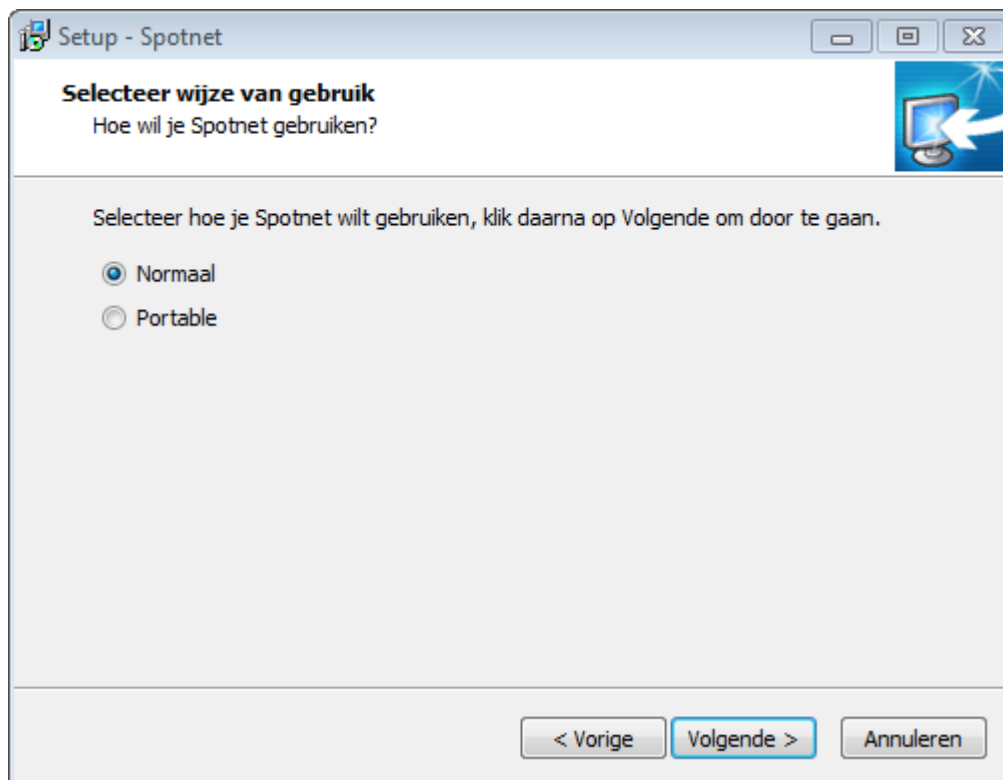 Setup - Spotnet
Selecteer wijze van gebruik
Hoe wil je Spotnet gebruiken?
Selecteer hoe je Spotnet wilt gebruiken, klik daarna op Volgende om door te gaan.
Normaal
Portable
< Vorige Volgende > Annuleren